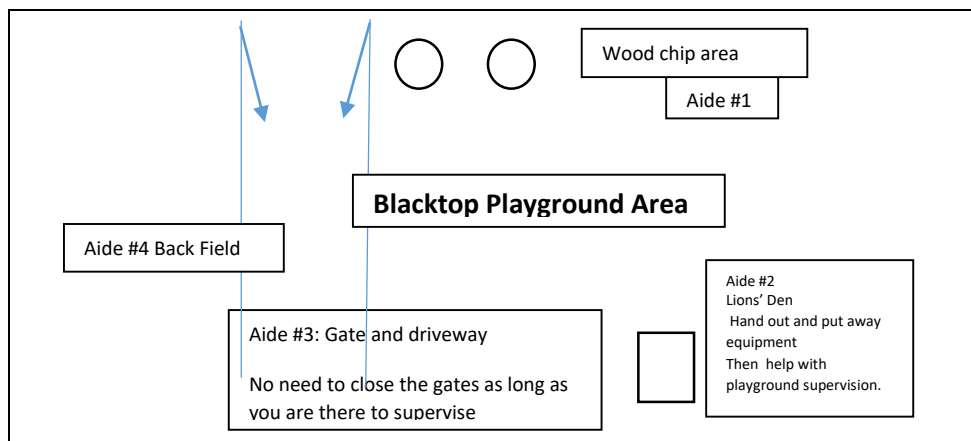 Wood chip area
Aide #1
Blacktop Playground Area
Aide #4 Back Field
Aide #2
Lions’ Den
Hand out and put away
equipment
Then help with
playground supervision.
Aide #3: Gate and driveway
No need to close the gates as long as
you are there to supervise